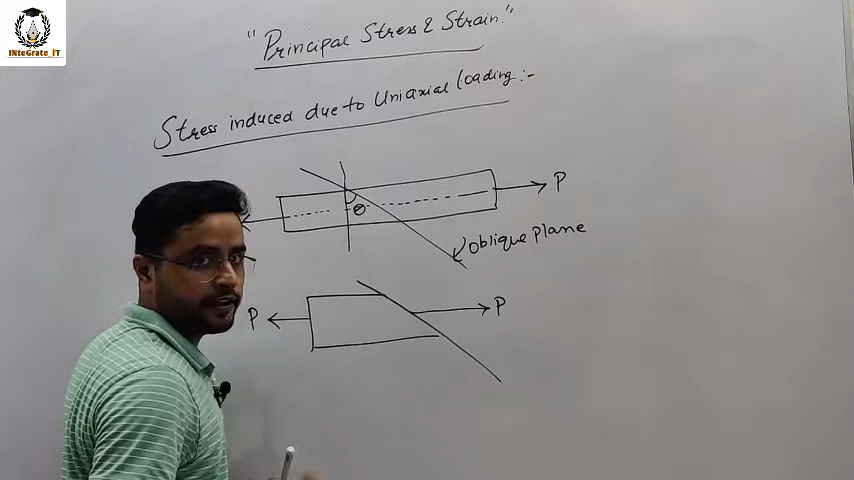 INteGrate_iT
"Principal Stress & Strain."
Stress induced due to Uniaxial Loading :-
P
θ
Oblique plane
P
P